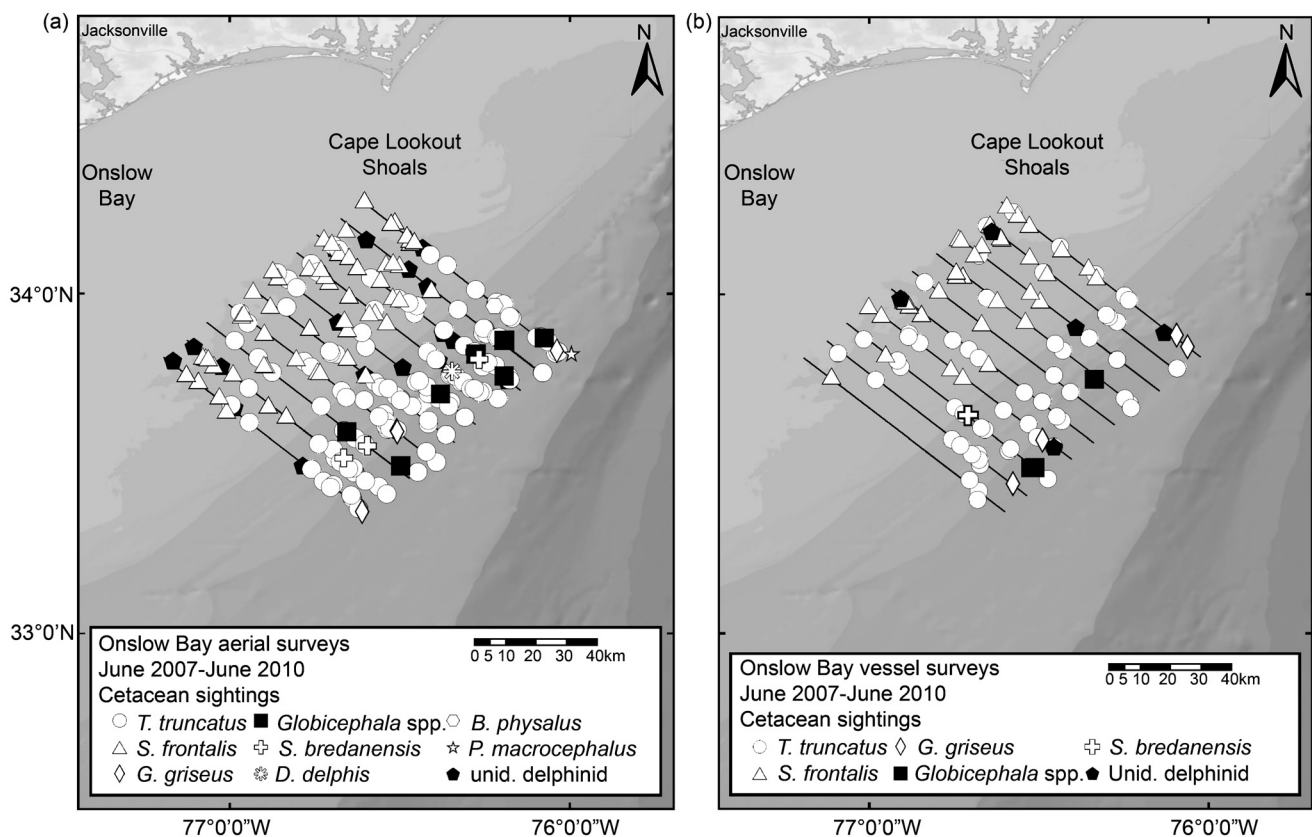 (a)
Jacksonville
N
Cape Lookout
Shoals
Onslow
Bay
34°0'N
33°0'N
Onslow Bay aerial surveys
June 2007-June 2010
Cetacean sightings
0 5 10 20 30 40km
T. truncatus Globicephala spp. B. physalus
S. frontalis S. bredanensis P. macrocephalus
G. griseus D. delphis unid. delphinid
77°0'0"W 76°0'0"W
(b)
Jacksonville
N
Cape Lookout
Shoals
Onslow
Bay
Onslow Bay vessel surveys
June 2007-June 2010
Cetacean sightings
0 5 10 20 30 40km
T. truncatus G. griseus S. bredanensis
S. frontalis Globicephala spp. Unid. delphinid
77°0'0"W 76°0'0"W